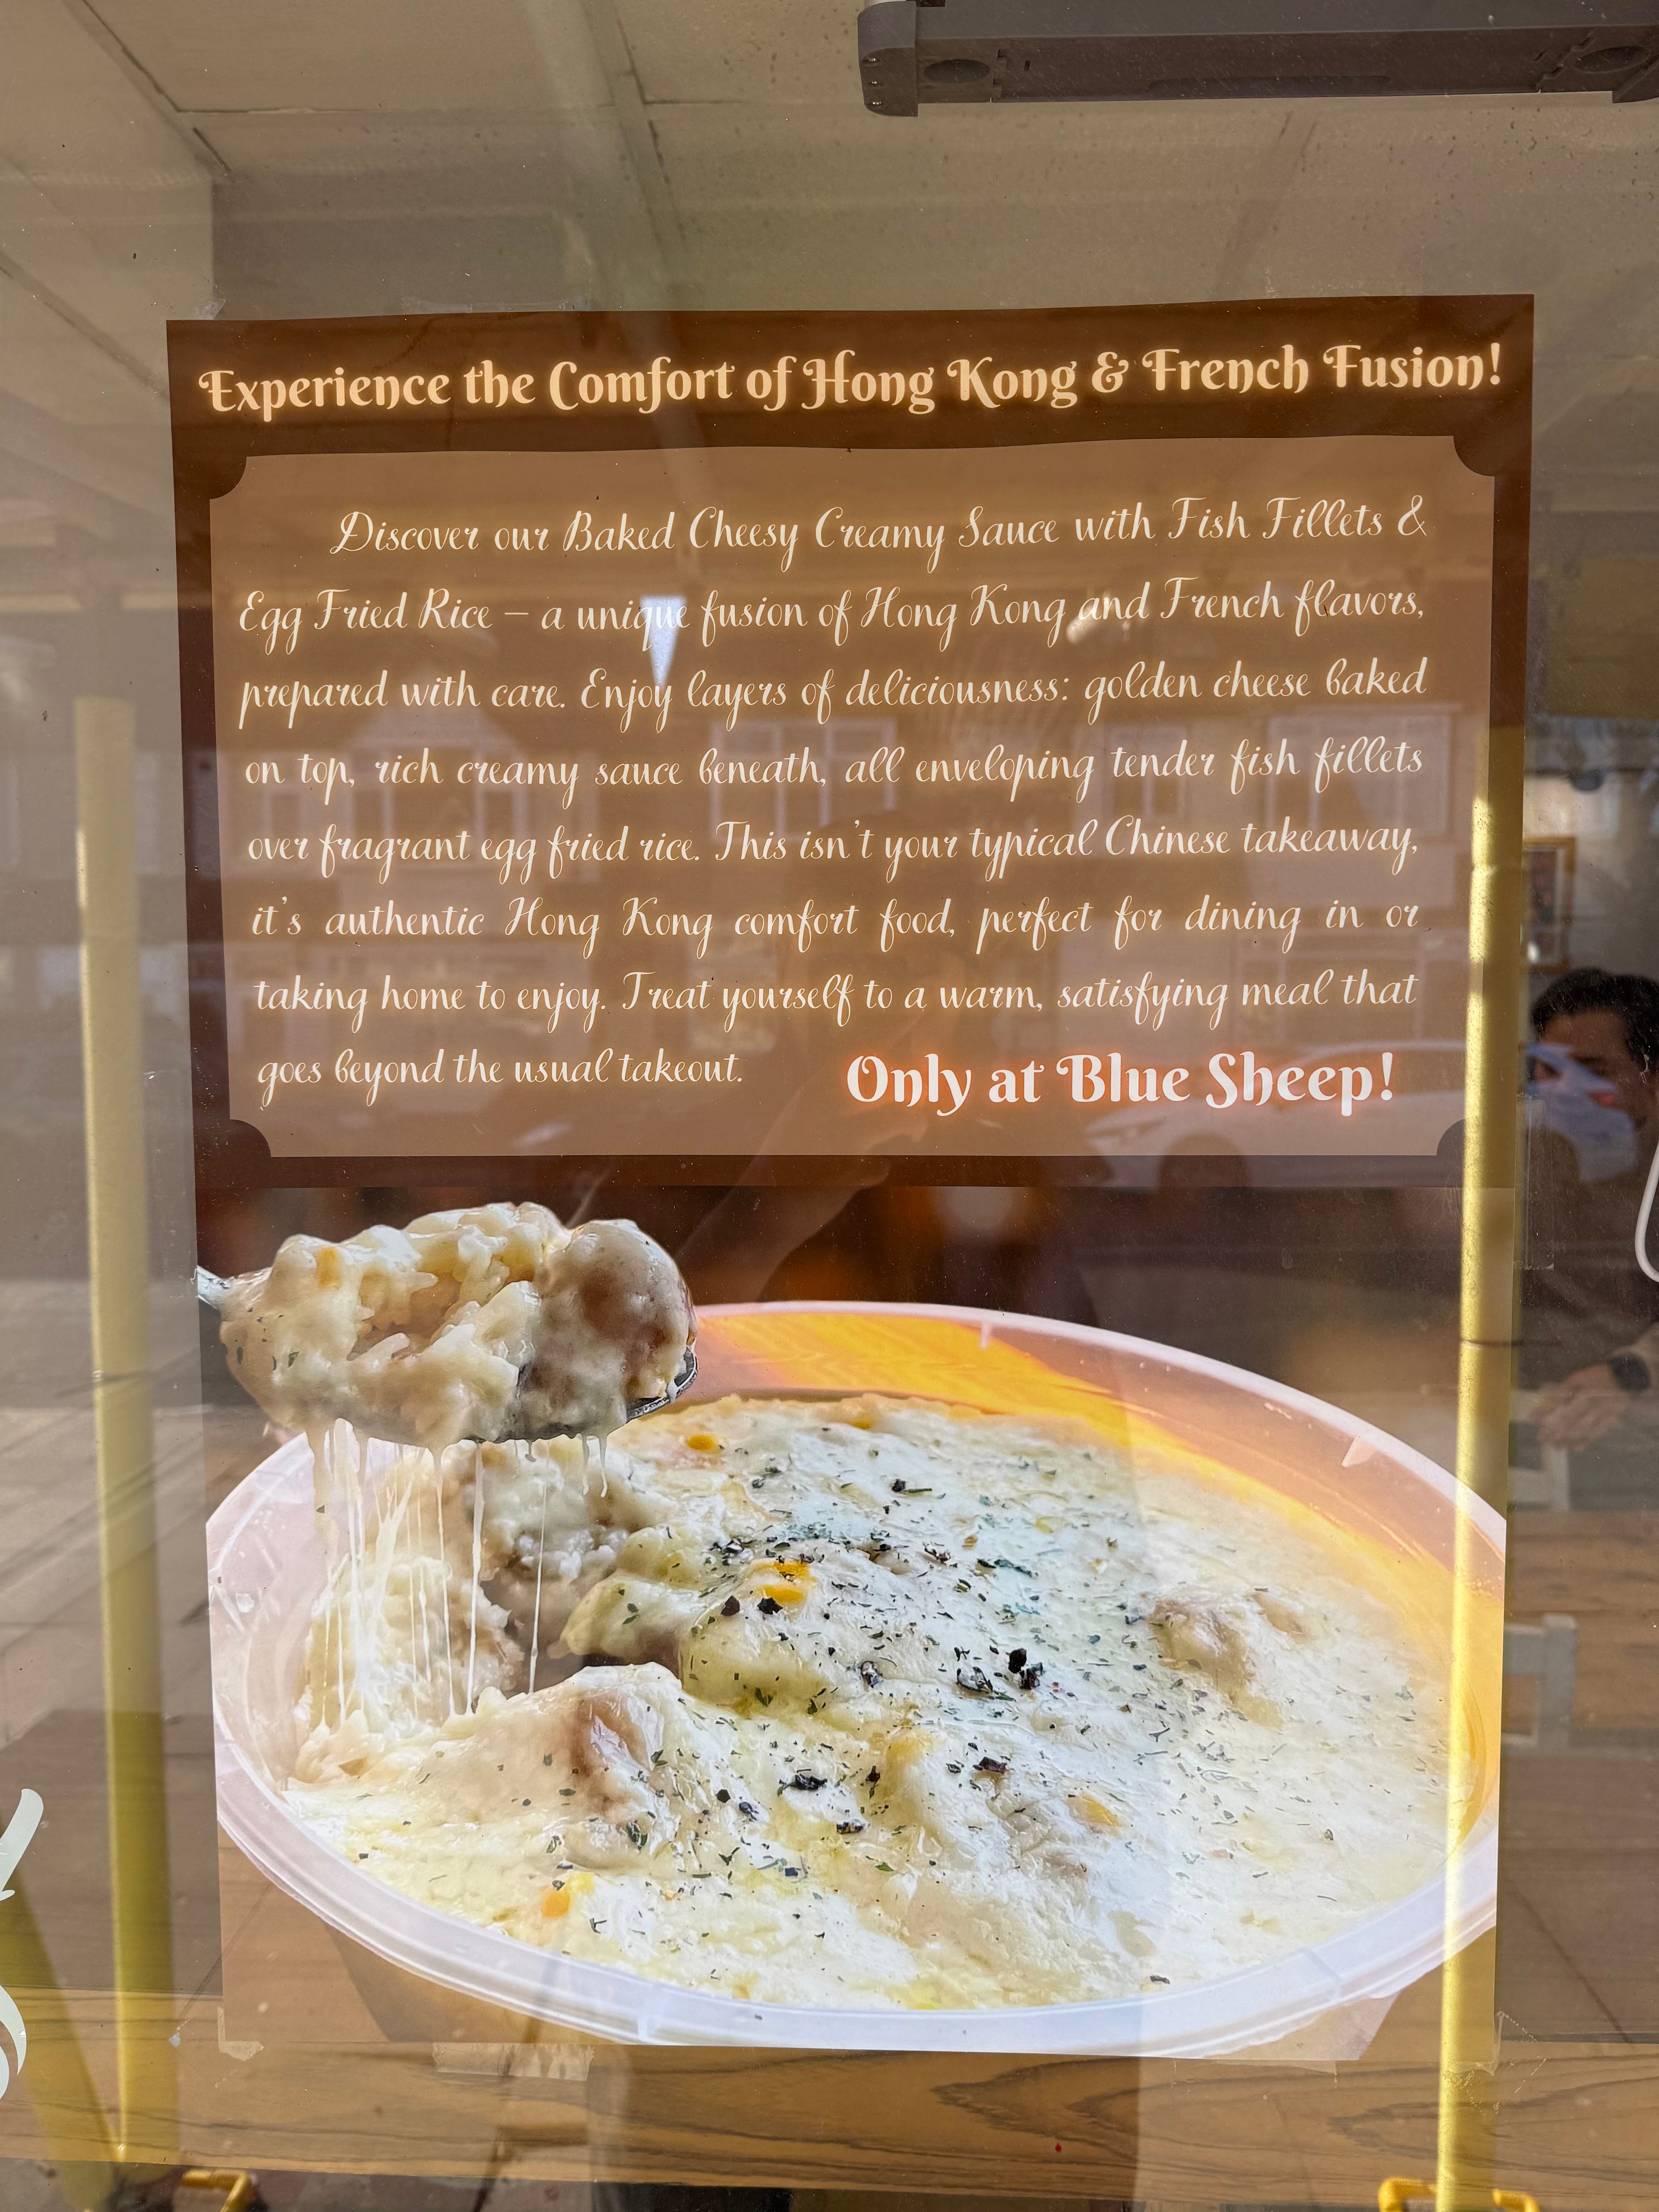 Experience the Comfort of Hong Kong & French Fusion!
Discover our Baked Cheesy Creamy Sauce with Fish Fillets &
Egg Fried Rice – a unique fusion of Hong Kong and French flavors,
prepared with care. Enjoy layers of deliciousness: golden cheese baked
on top, rich creamy sauce beneath, all enveloping tender fish fillets
over fragrant egg fried rice. This isn't your typical Chinese takeaway,
it's authentic Hong Kong comfort food, perfect for dining in or
taking home to enjoy. Treat yourself to a warm, satisfying meal that
goes beyond the usual takeout. Only at Blue Sheep!